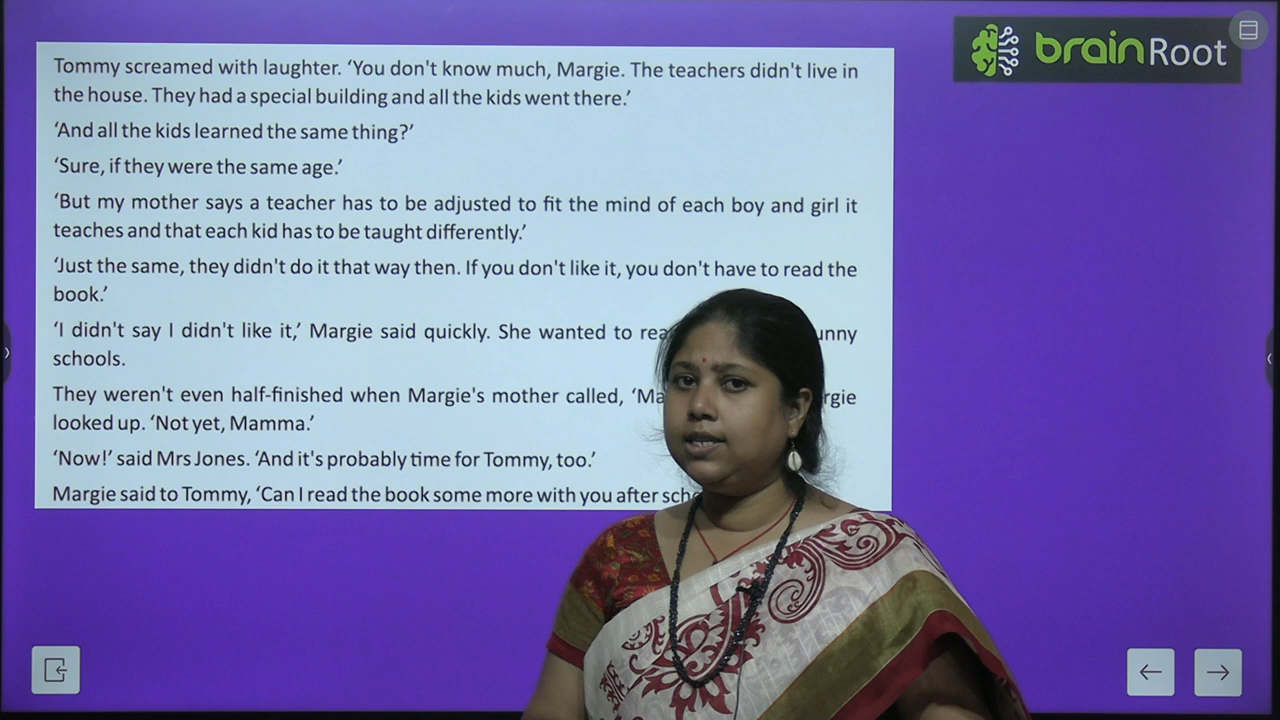 brainRoot
Tommy screamed with laughter. ‘You don't know much, Margie. The teachers didn't live in
the house. They had a special building and all the kids went there.’
‘And all the kids learned the same thing?’
‘Sure, if they were the same age.’
‘But my mother says a teacher has to be adjusted to fit the mind of each boy and girl it
teaches and that each kid has to be taught differently.’
‘Just the same, they didn't do it that way then. If you don't like it, you don't have to read the
book.’
‘I didn't say I didn't like it,’ Margie said quickly. She wanted to
schools.
They weren't even half-finished when Margie's mother called,
looked up. ‘Not yet, Mamma.’
‘Now!’ said Mrs Jones. ‘And it's probably time for Tommy, too.’
Margie said to Tommy, ‘Can I read the book some more with you after